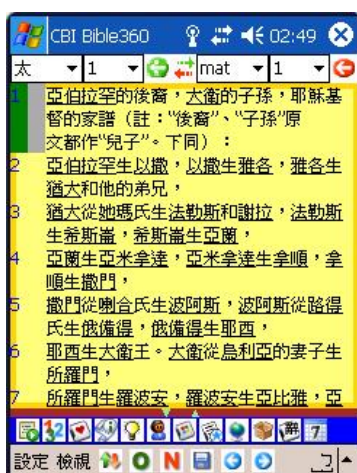 CBI Bible360 02:49
太 1 mat 1
1 亞伯拉罕的後裔，大衛的子孫，耶穌基
督的家譜（註：“後裔”、“子孫”原
文都作“兒子”。下同）：
2 亞伯拉罕生以撒，以撒生雅各，雅各生
猶大和他的弟兄，
3 猶大從她瑪氏生法勒斯和謝拉，法勒斯
生希斯崙，希斯崙生亞蘭，
4 亞蘭生亞米拿達，亞米拿達生拿順，拿
順生撒門，
5 撒門從喇合氏生波阿斯，波阿斯從路得
氏生俄備得，俄備得生耶西，
6 耶西生大衛王。大衛從烏利亞的妻子生
所羅門，
7 所羅門生羅波安，羅波安生亞比雅，亞
32 辭 7
設定 檢視 O N